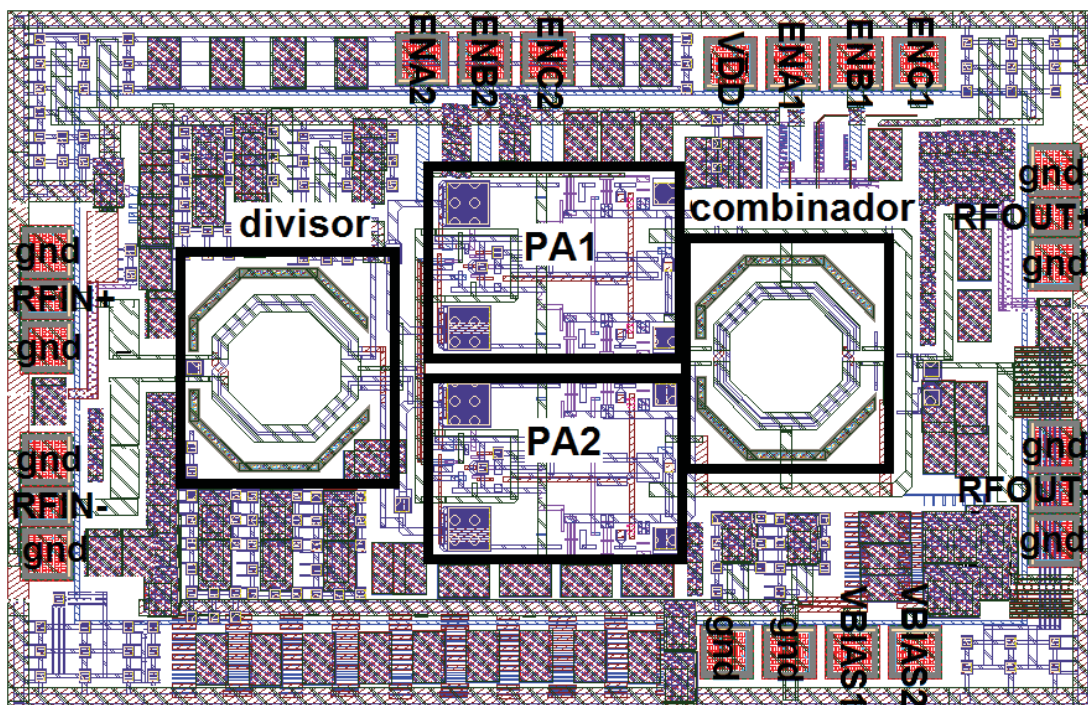 ENA2
ENB2
ENC2
VDD
ENA1
ENB1
ENC1
gnd
RFOUT+
gnd
divisor
PA1
combinador
gnd
RFIN+
gnd
PA2
gnd
RFIN-
gnd
gnd
RFOUT-
gnd
gnd
gnd
VBIAS1
VBIAS2